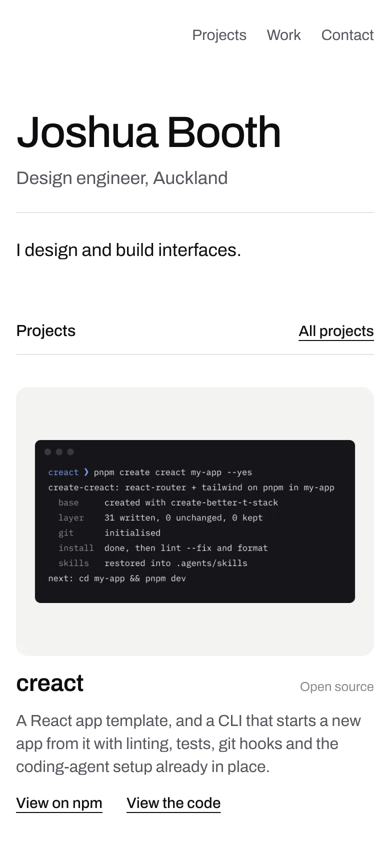 Projects Work Contact
Joshua Booth
Design engineer, Auckland
I design and build interfaces.
Projects All projects
creact ❯ pnpm create creact my-app --yes
create-creact: react-router + tailwind on pnpm in my-app
base created with create-better-t-stack
layer 31 written, 0 unchanged, 0 kept
git initialised
install done, then lint --fix and format
skills restored into .agents/skills
next: cd my-app && pnpm dev
creact Open source
A React app template, and a CLI that starts a new
app from it with linting, tests, git hooks and the
coding-agent setup already in place.
View on npm View the code